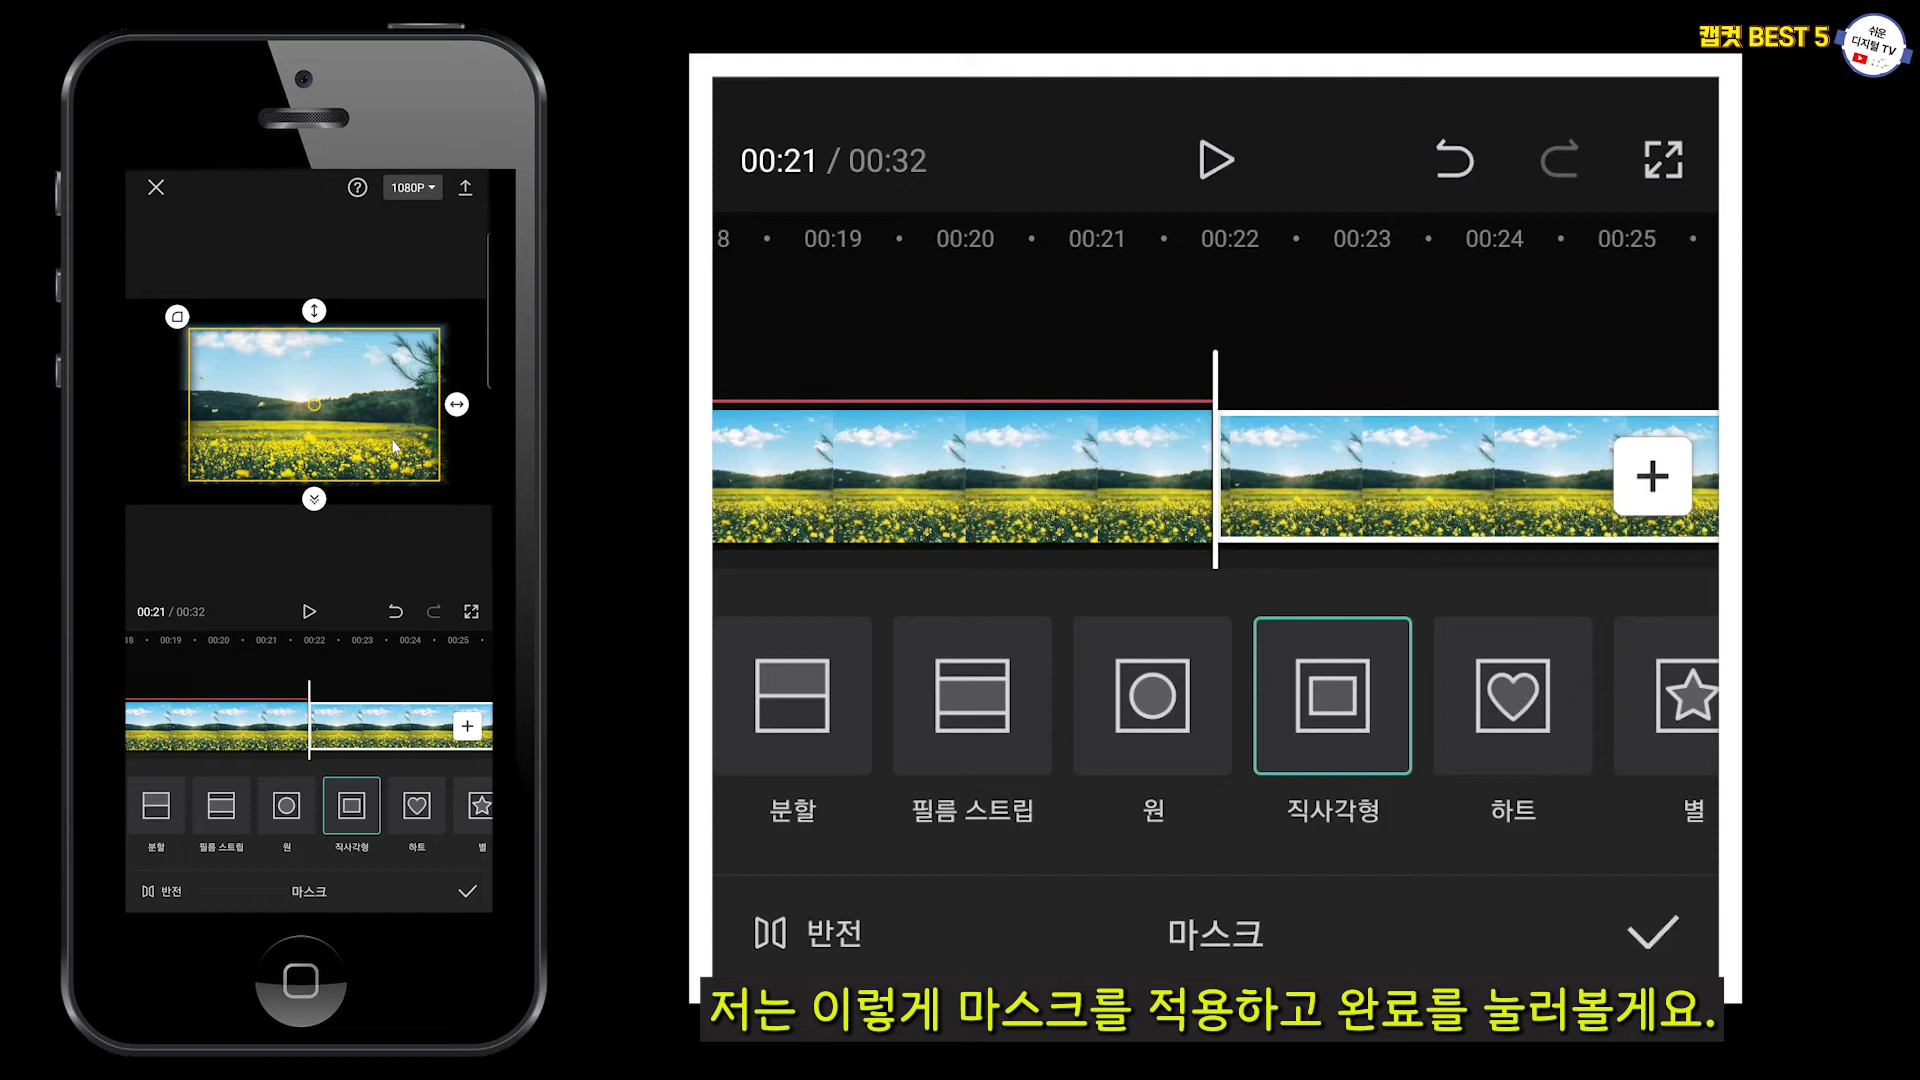 캡컷 BEST 5
쉬운
디지털 TV
1080P
00:21 / 00:32
18 00:19 00:20 00:21 00:22 00:23 00:24 00:25
분할 필름 스트립 원 직사각형 하트 별
반전 마스크
00:21 / 00:32
8 00:19 00:20 00:21 00:22 00:23 00:24 00:25
분할 필름 스트립 원 직사각형 하트 별
반전 마스크
저는 이렇게 마스크를 적용하고 완료를 눌러볼게요.